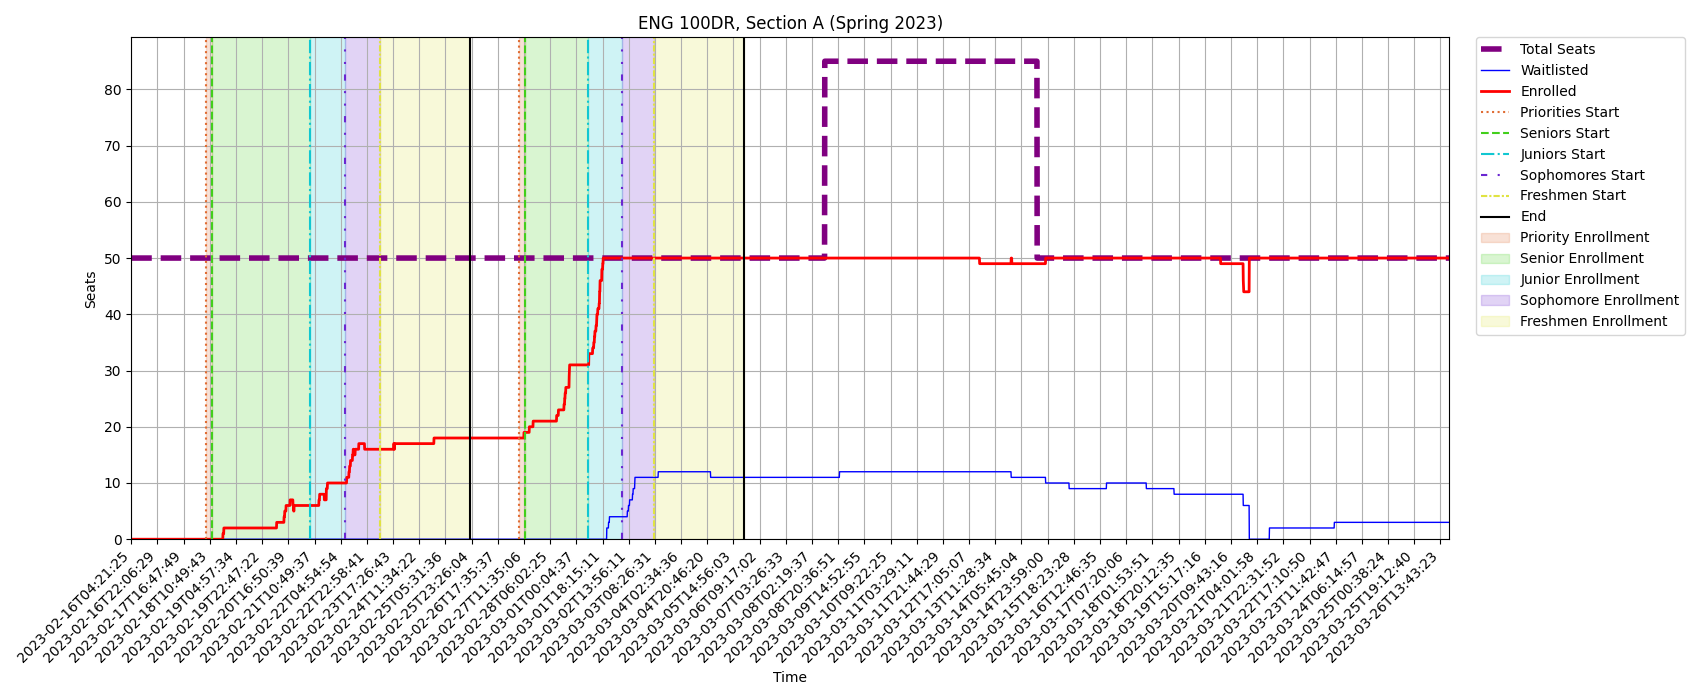 ENG 100DR, Section A (Spring 2023)
Total Seats
Waitlisted
Enrolled
Priorities Start
Seniors Start
Juniors Start
Sophomores Start
Freshmen Start
End
Priority Enrollment
Senior Enrollment
Junior Enrollment
Sophomore Enrollment
Freshmen Enrollment
Seats
80
70
60
50
40
30
20
10
0
2023-02-16T04:21:25
2023-02-16T22:06:29
2023-02-17T16:47:49
2023-02-18T10:49:43
2023-02-19T04:57:34
2023-02-19T22:47:22
2023-02-20T16:50:39
2023-02-21T10:49:37
2023-02-22T04:54:54
2023-02-22T22:58:41
2023-02-23T17:26:43
2023-02-24T11:34:22
2023-02-25T05:31:36
2023-02-25T23:26:04
2023-02-26T17:35:37
2023-02-27T11:35:06
2023-02-28T06:02:25
2023-03-01T00:04:37
2023-03-01T18:15:11
2023-03-02T13:56:11
2023-03-03T08:26:31
2023-03-04T02:34:36
2023-03-04T20:46:20
2023-03-05T14:56:03
2023-03-06T09:17:02
2023-03-07T03:26:33
2023-03-08T02:19:37
2023-03-08T20:36:51
2023-03-09T14:52:55
2023-03-10T09:22:25
2023-03-11T03:29:11
2023-03-11T21:44:29
2023-03-12T17:05:07
2023-03-13T11:28:34
2023-03-14T05:45:04
2023-03-14T23:59:00
2023-03-15T18:23:28
2023-03-16T12:46:35
2023-03-17T07:20:06
2023-03-18T01:53:51
2023-03-18T20:12:35
2023-03-19T15:17:16
2023-03-20T09:43:16
2023-03-21T04:01:58
2023-03-21T22:31:52
2023-03-22T17:10:50
2023-03-23T11:42:47
2023-03-24T06:14:57
2023-03-25T00:38:24
2023-03-25T19:12:40
2023-03-26T13:43:23
Time